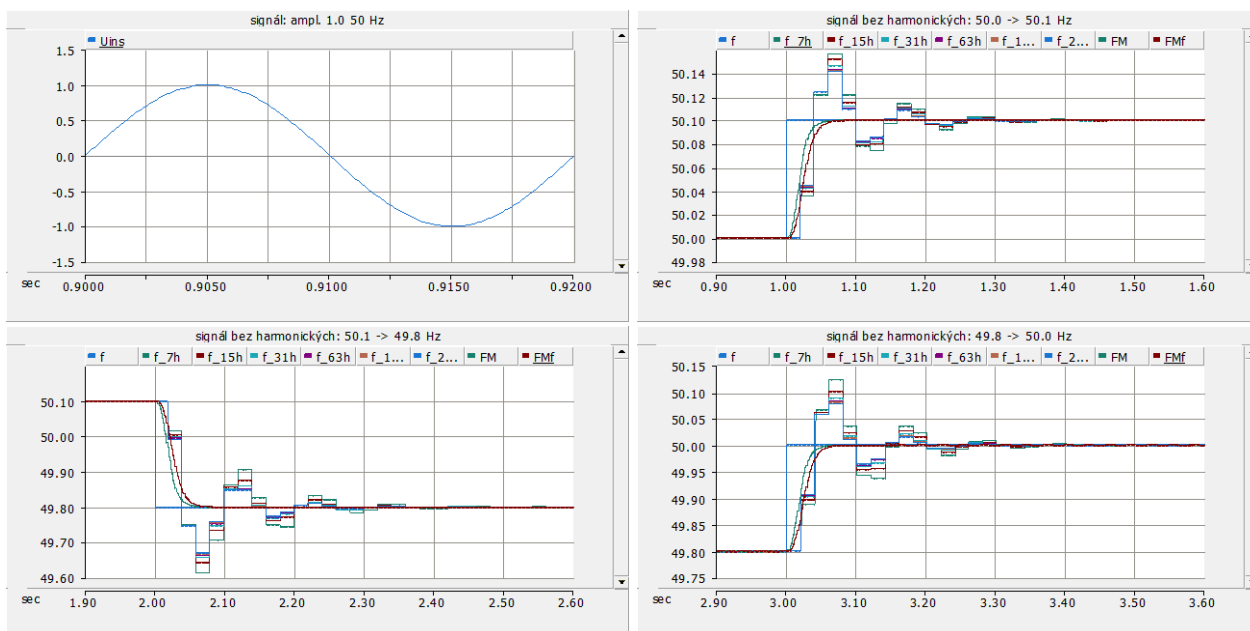 signál: ampl. 1.0 50 Hz
Uins
1.5
1.0
0.5
0.0
-0.5
-1.0
-1.5
sec
0.9000 0.9050 0.9100 0.9150 0.9200
signál bez harmonických: 50.0 -> 50.1 Hz
f f_7h f_15h f_31h f_63h f_1... f_2... FM FMf
50.14
50.12
50.10
50.08
50.06
50.04
50.02
50.00
49.98
sec
0.90 1.00 1.10 1.20 1.30 1.40 1.50 1.60
signál bez harmonických: 50.1 -> 49.8 Hz
f f_7h f_15h f_31h f_63h f_1... f_2... FM FMf
50.10
50.00
49.90
49.80
49.70
49.60
sec
1.90 2.00 2.10 2.20 2.30 2.40 2.50 2.60
signál bez harmonických: 49.8 -> 50.0 Hz
f f_7h f_15h f_31h f_63h f_1... f_2... FM FMf
50.15
50.10
50.05
50.00
49.95
49.90
49.85
49.80
49.75
sec
2.90 3.00 3.10 3.20 3.30 3.40 3.50 3.60